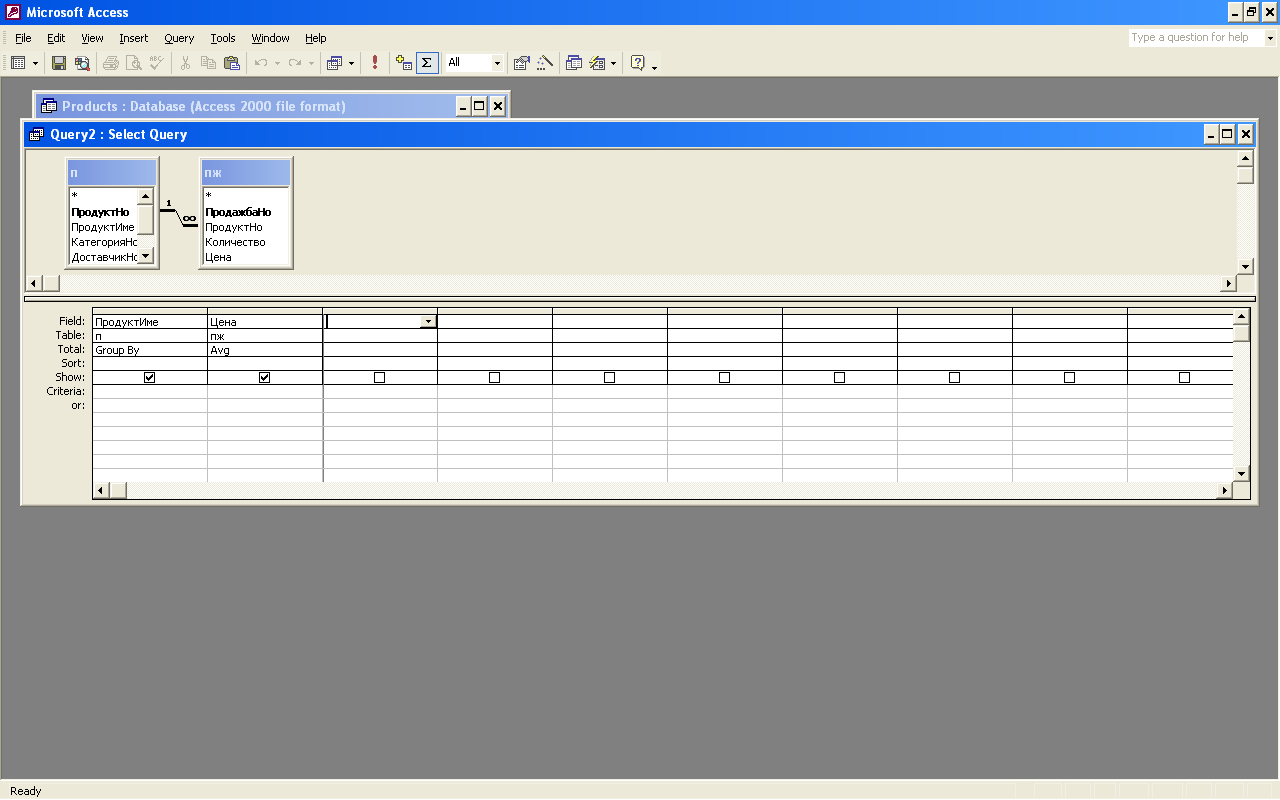 Microsoft Access
File Edit View Insert Query Tools Window Help
Type a question for help
All
Products : Database (Access 2000 file format)
Query2 : Select Query
п
*
ПродуктНо
ПродуктИме
КатегорияНо
ДоставчикНо
1
∞
пж
*
ПродажбаНо
ПродуктНо
Количество
Цена
Field: ПродуктИме Цена
Table: п пж
Total: Group By Avg
Sort:
Show:
Criteria:
or:
Ready